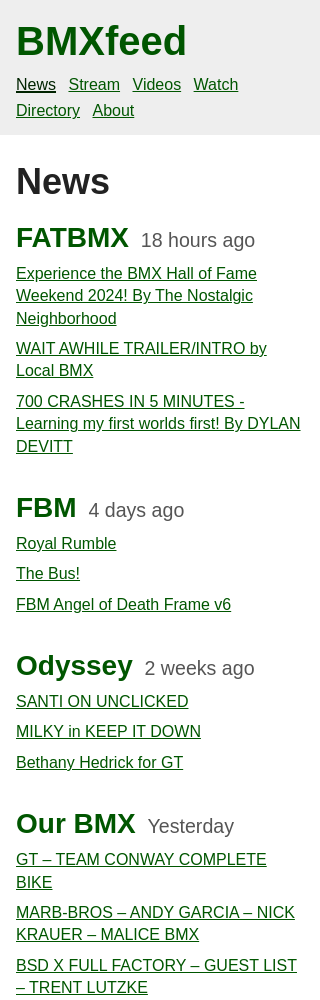 BMXfeed
News Stream Videos Watch
Directory About
News
FATBMX 18 hours ago
Experience the BMX Hall of Fame
Weekend 2024! By The Nostalgic
Neighborhood
WAIT AWHILE TRAILER/INTRO by
Local BMX
700 CRASHES IN 5 MINUTES -
Learning my first worlds first! By DYLAN
DEVITT
FBM 4 days ago
Royal Rumble
The Bus!
FBM Angel of Death Frame v6
Odyssey 2 weeks ago
SANTI ON UNCLICKED
MILKY in KEEP IT DOWN
Bethany Hedrick for GT
Our BMX Yesterday
GT – TEAM CONWAY COMPLETE
BIKE
MARB-BROS – ANDY GARCIA – NICK
KRAUER – MALICE BMX
BSD X FULL FACTORY – GUEST LIST
– TRENT LUTZKE